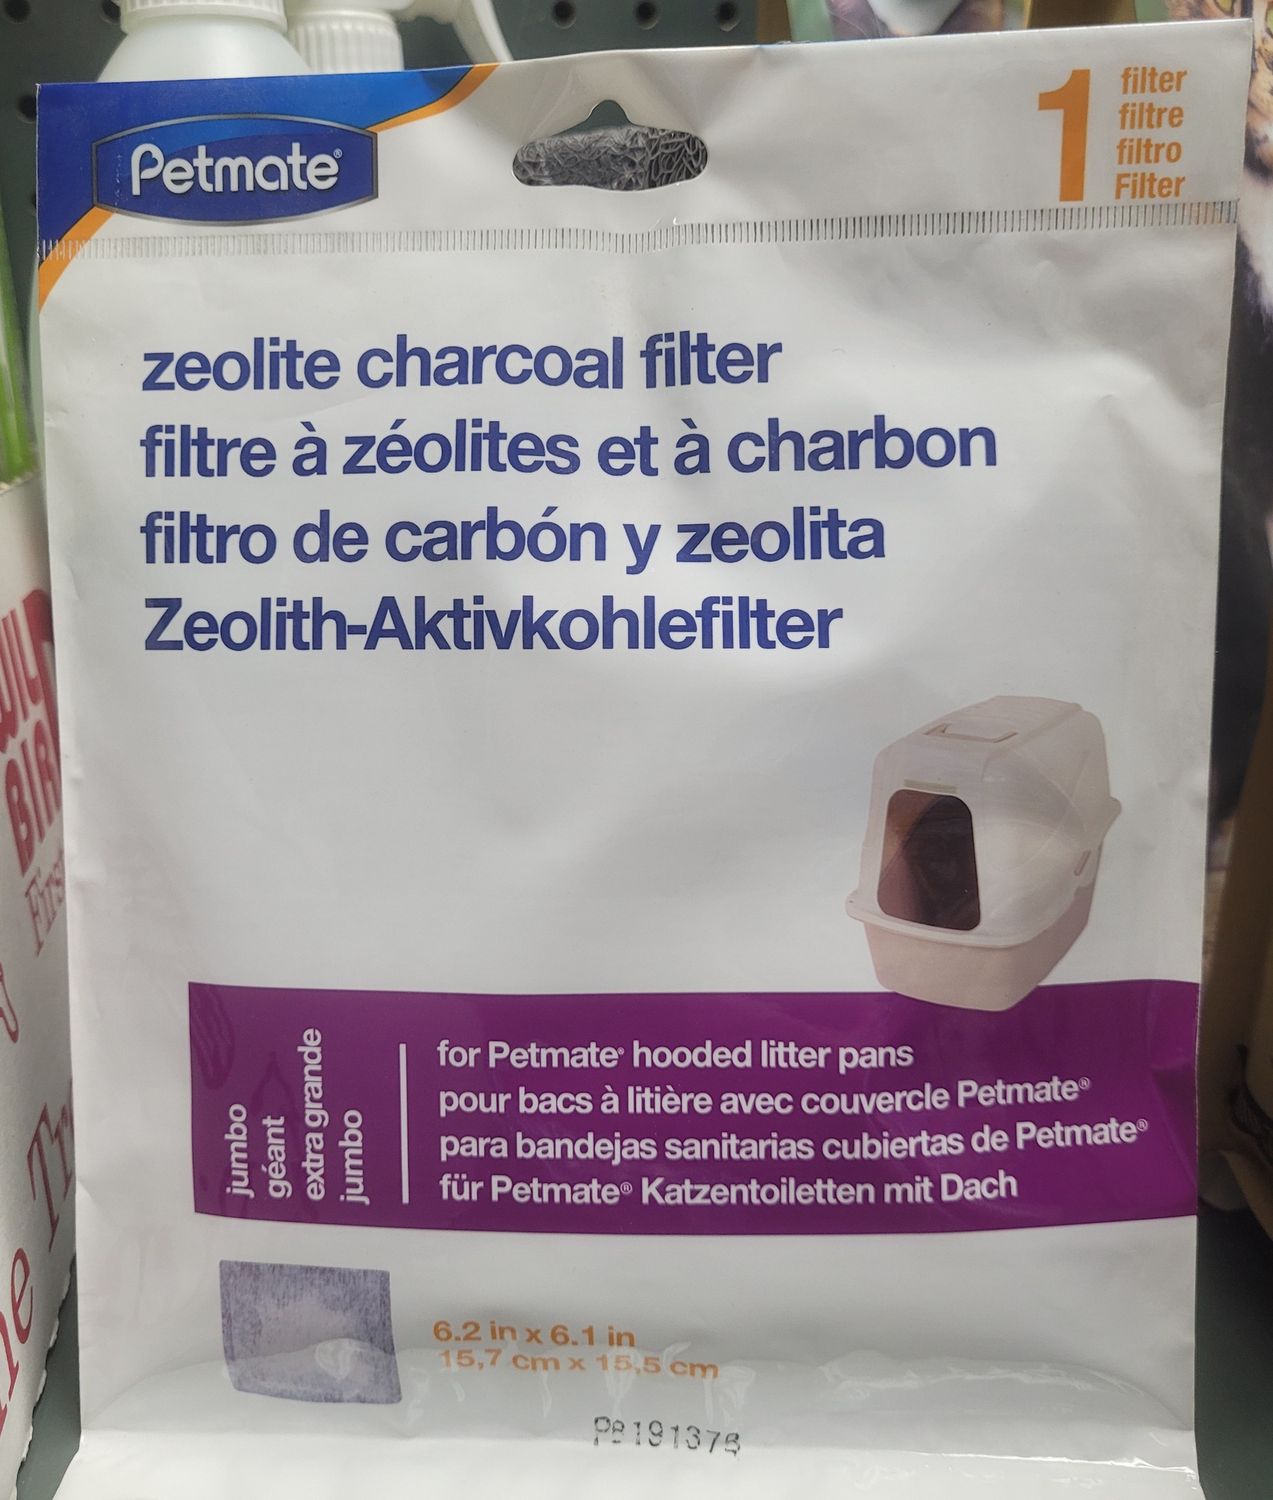 Petmate®
1
filter
filtre
filtro
Filter
zeolite charcoal filter
filtre à zéolites et à charbon
filtro de carbón y zeolita
Zeolith-Aktivkohlefilter
jumbo
géant
extra grande
jumbo
for Petmate® hooded litter pans
pour bacs à litière avec couvercle Petmate®
para bandejas sanitarias cubiertas de Petmate®
für Petmate® Katzentoiletten mit Dach
6.2 in x 6.1 in
15,7 cm x 15,5 cm